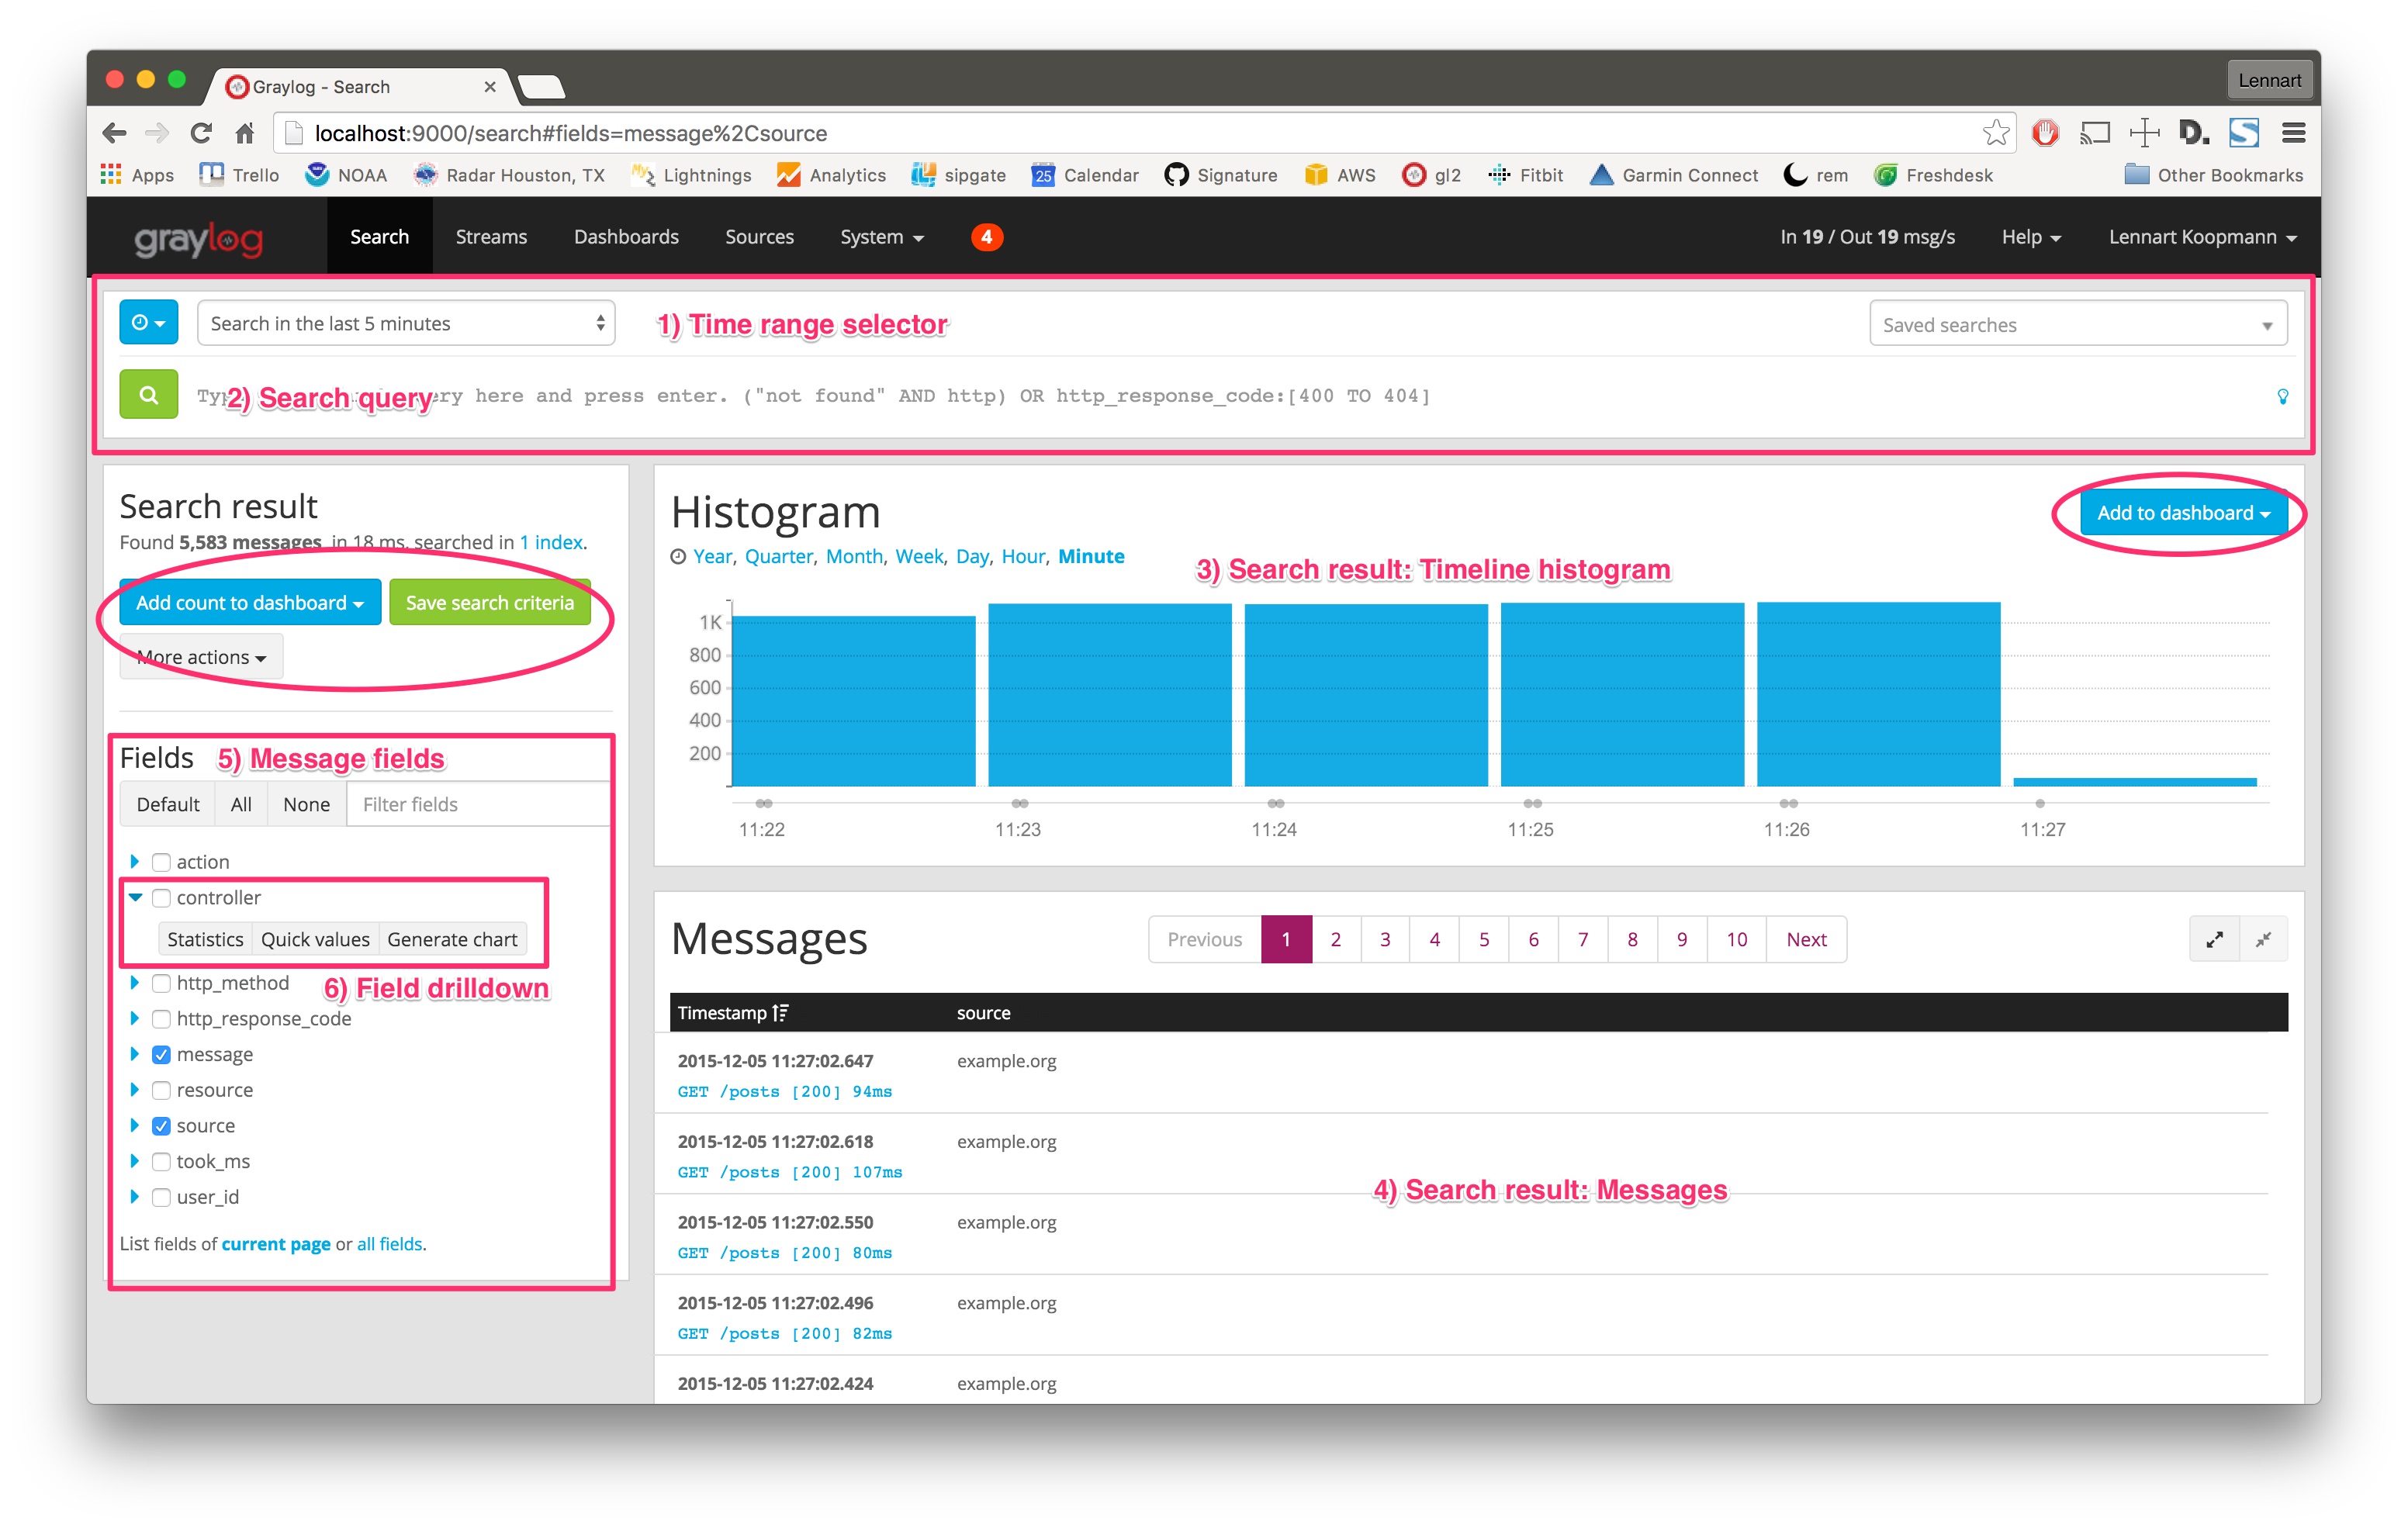 Graylog - Search
Lennart
localhost:9000/search#fields=message%2Csource
Apps Trello NOAA Radar Houston, TX Lightnings Analytics sipgate Calendar Signature AWS gl2 Fitbit Garmin Connect rem Freshdesk Other Bookmarks
graylog Search Streams Dashboards Sources System 4 In 19 / Out 19 msg/s Help Lennart Koopmann
Search in the last 5 minutes 1) Time range selector Saved searches
2) Search query here and press enter. ("not found" AND http) OR http_response_code:[400 TO 404]
Search result
Found 5,583 messages in 18 ms, searched in 1 index.
Add count to dashboard Save search criteria
More actions
Fields 5) Message fields
Default All None Filter fields
action
controller
Statistics Quick values Generate chart
http_method 6) Field drilldown
http_response_code
message
resource
source
took_ms
user_id
List fields of current page or all fields.
Histogram Add to dashboard
Year, Quarter, Month, Week, Day, Hour, Minute
3) Search result: Timeline histogram
1K
800
600
400
200
11:22 11:23 11:24 11:25 11:26 11:27
Messages Previous 1 2 3 4 5 6 7 8 9 10 Next
Timestamp source
2015-12-05 11:27:02.647 example.org
GET /posts [200] 94ms
2015-12-05 11:27:02.618 example.org
GET /posts [200] 107ms
4) Search result: Messages
2015-12-05 11:27:02.550 example.org
GET /posts [200] 80ms
2015-12-05 11:27:02.496 example.org
GET /posts [200] 82ms
2015-12-05 11:27:02.424 example.org